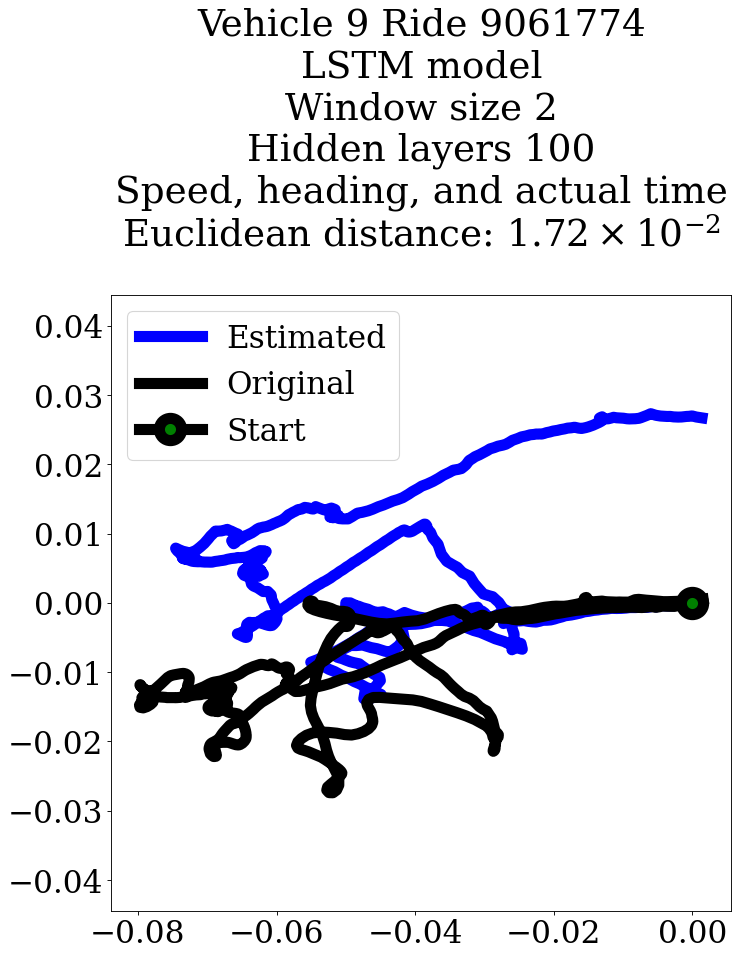 Vehicle 9 Ride 9061774
LSTM model
Window size 2
Hidden layers 100
Speed, heading, and actual time
Euclidean distance: $1.72 \times 10^{-2}$
Estimated
Original
Start
0.04
0.03
0.02
0.01
0.00
−0.01
−0.02
−0.03
−0.04
−0.08 −0.06 −0.04 −0.02 0.00